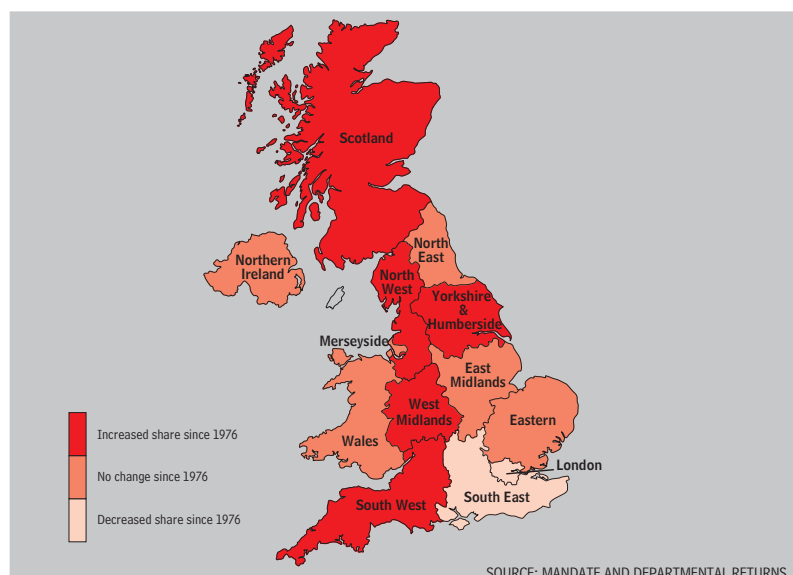 Scotland
North
East
Northern
Ireland
North
West
Yorkshire
&
Humberside
Merseyside
East
Midlands
West
Midlands
Eastern
Wales
London
South East
South West
Increased share since 1976
No change since 1976
Decreased share since 1976
SOURCE: MANDATE AND DEPARTMENTAL RETURNS